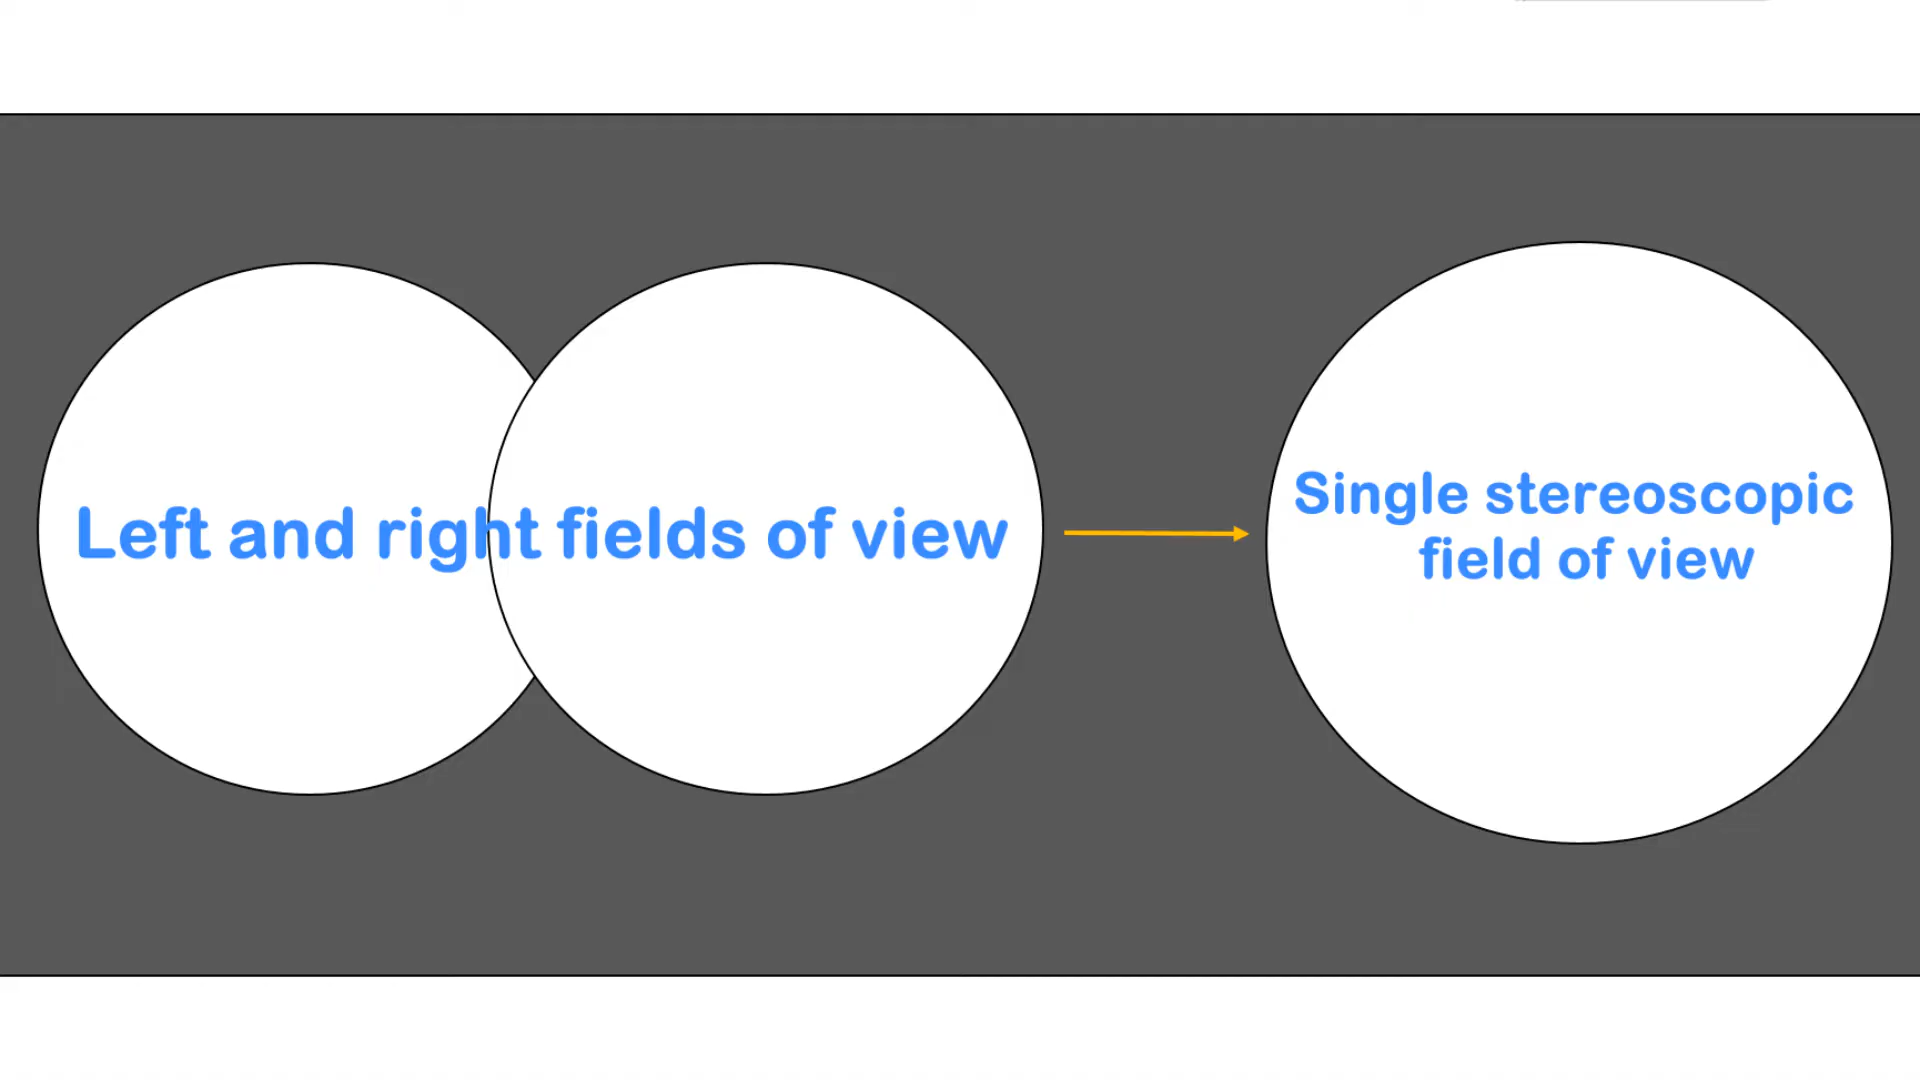 Left and right fields of view
Single stereoscopic
field of view